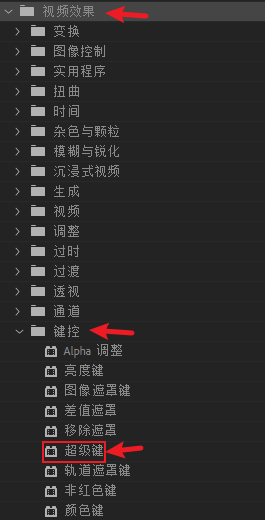 视频效果
变换
图像控制
实用程序
扭曲
时间
杂色与颗粒
模糊与锐化
沉浸式视频
生成
视频
调整
过时
过渡
透视
通道
键控
Alpha 调整
亮度键
图像遮罩键
差值遮罩
移除遮罩
超级键
轨道遮罩键
非红色键
颜色键